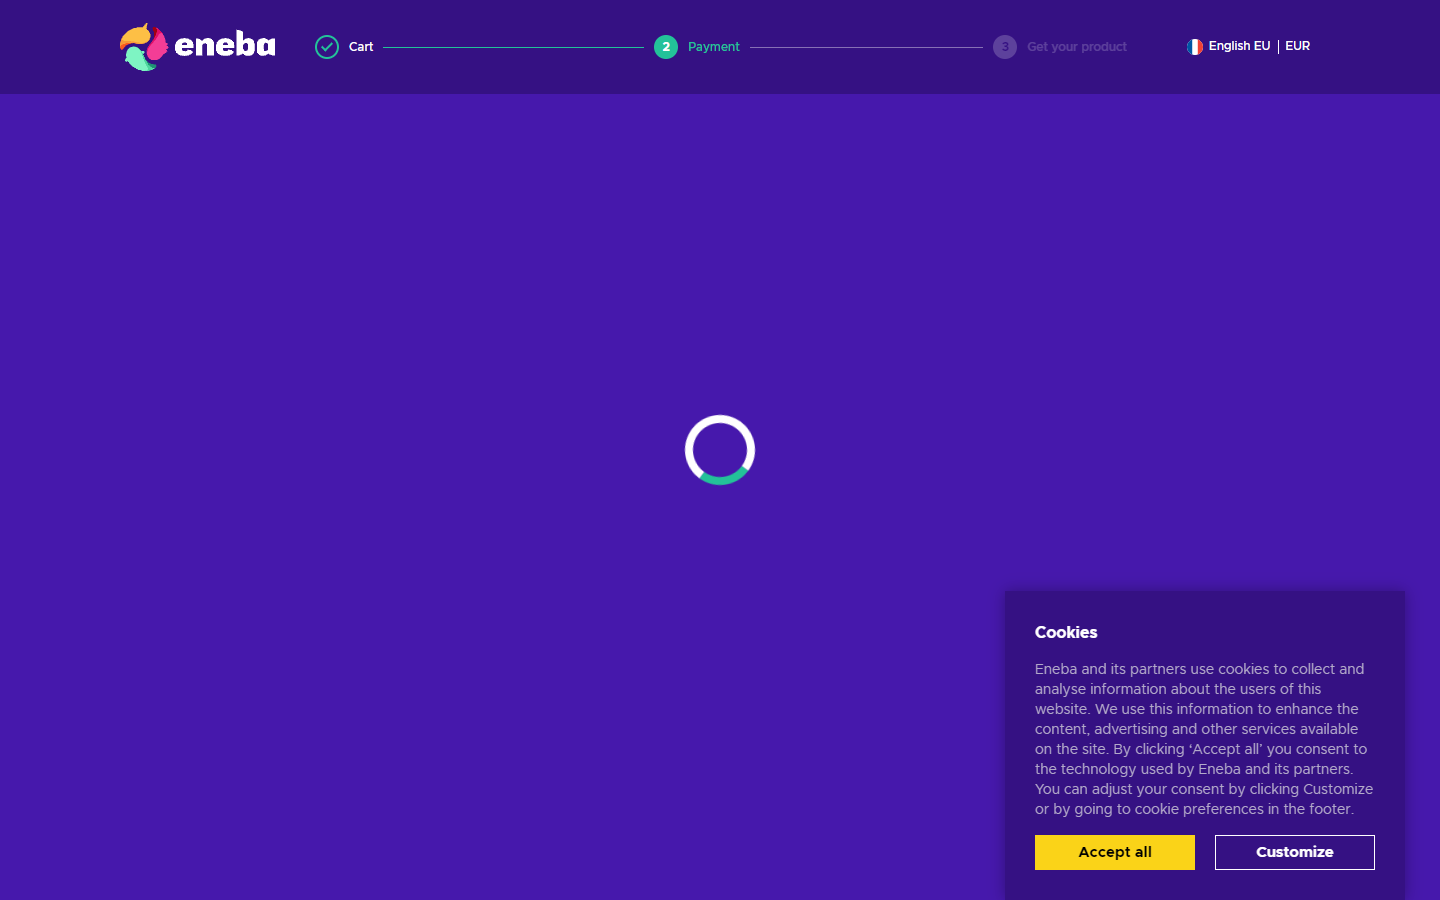 eneba
Cart
2 Payment
3 Get your product
English EU | EUR
Cookies
Eneba and its partners use cookies to collect and
analyse information about the users of this
website. We use this information to enhance the
content, advertising and other services available
on the site. By clicking ‘Accept all’ you consent to
the technology used by Eneba and its partners.
You can adjust your consent by clicking Customize
or by going to cookie preferences in the footer.
Accept all
Customize